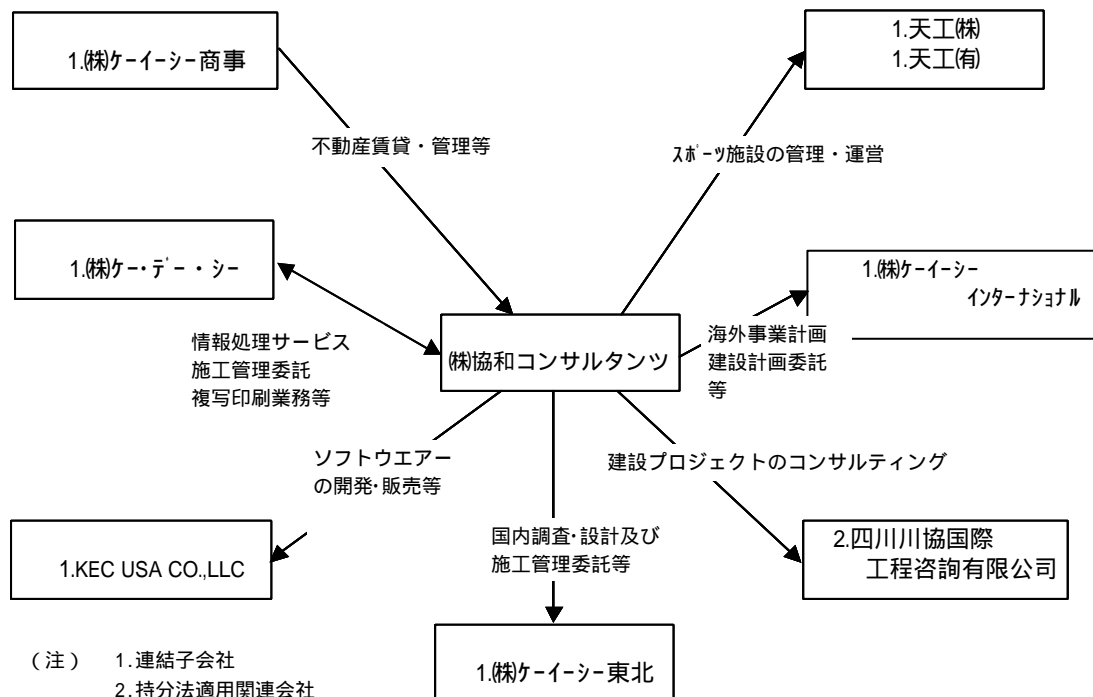 1.㈱ｹｰｲｰｼｰ商事
1.天工㈱
1.天工㈲
不動産賃貸・管理等
ｽﾎﾟｰﾂ施設の管理・運営
1.㈱ｹｰ･ﾃﾞｰ・ｼｰ
1.㈱ｹｰｲｰｼｰ
ｲﾝﾀｰﾅｼｮﾅﾙ
情報処理サービス
施工管理委託
複写印刷業務等
㈱協和コンサルタンツ
海外事業計画
建設計画委託
等
ソフトウエアー
の開発･販売等
建設プロジェクトのコンサルティング
国内調査･設計及び
施工管理委託等
1.KEC USA CO.,LLC
2.四川川協国際
工程咨詢有限公司
1.㈱ｹｰｲｰｼｰ東北
（注） 1.連結子会社
2.持分法適用関連会社